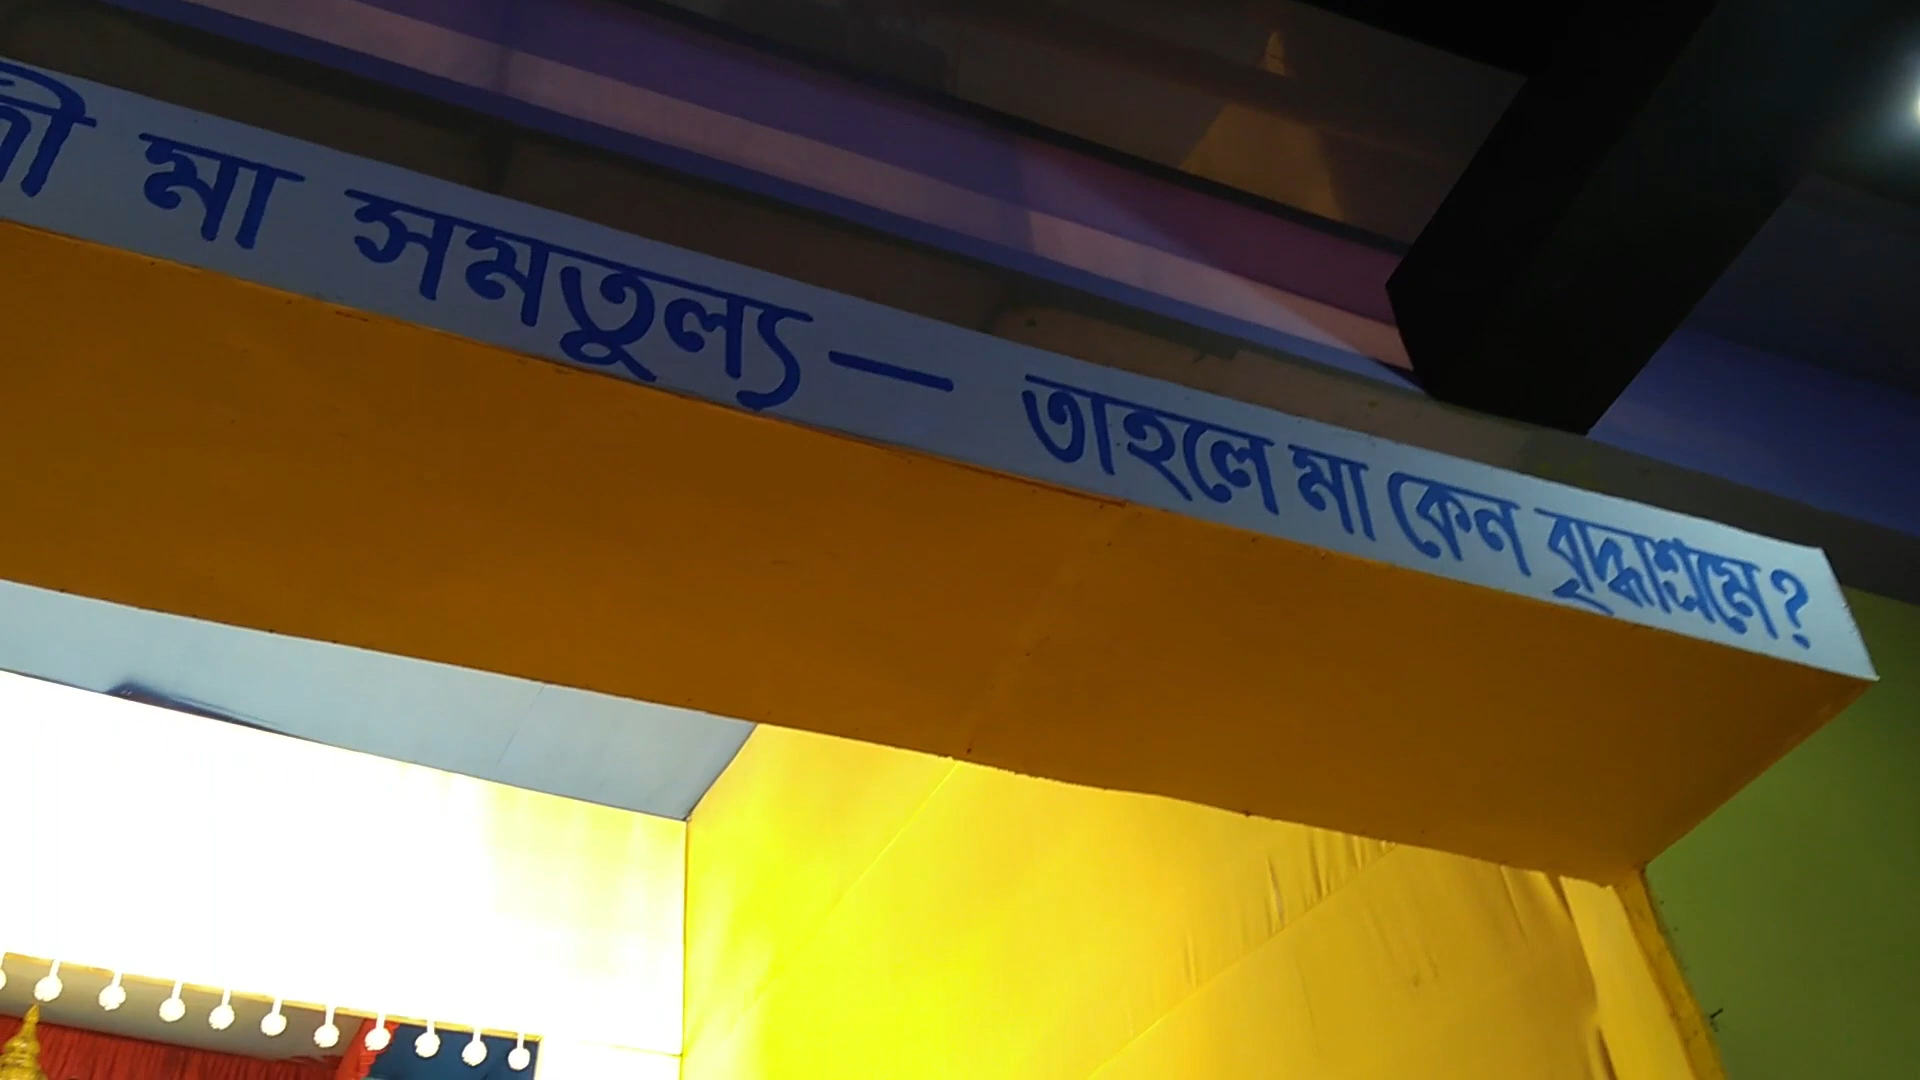 মা সমতুল্য — তাহলে মা কেন বৃদ্ধাশ্রমে?